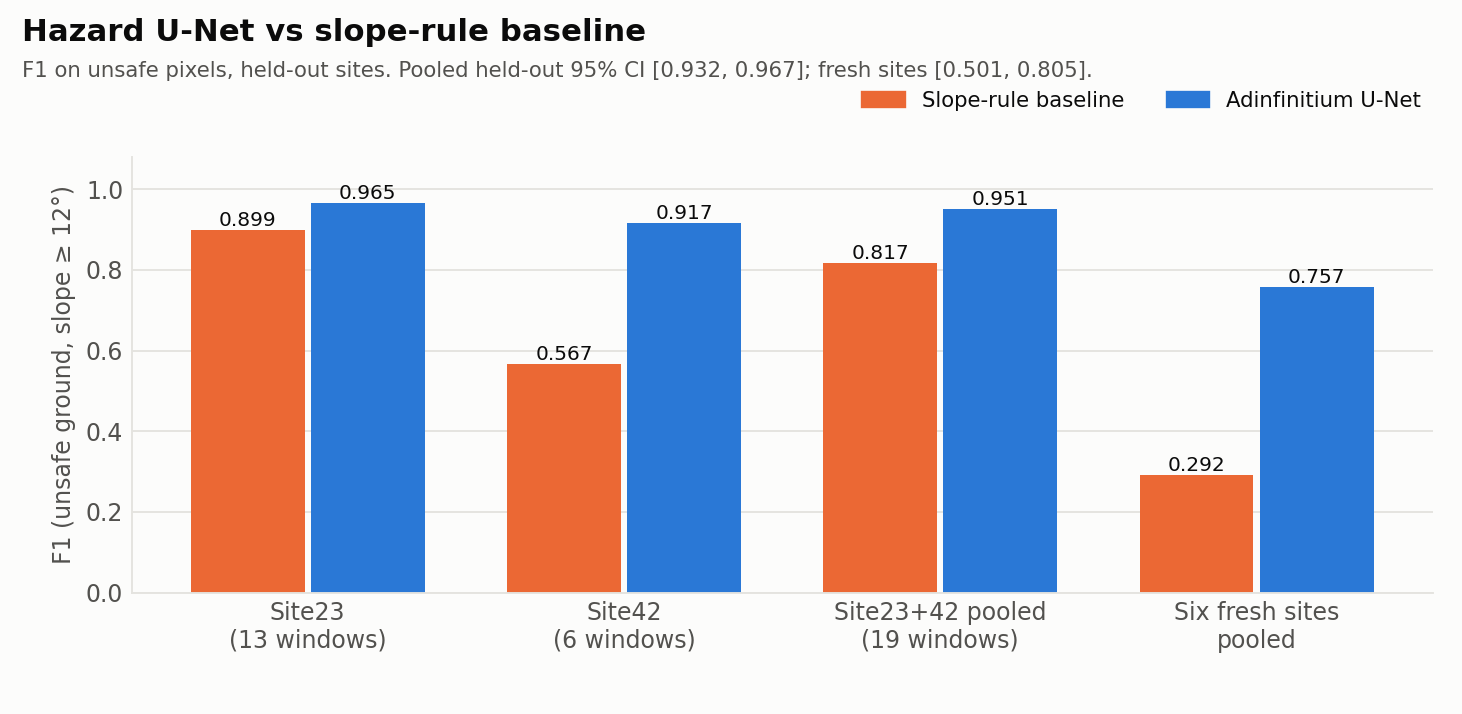 Hazard U-Net vs slope-rule baseline
F1 on unsafe pixels, held-out sites. Pooled held-out 95% CI [0.932, 0.967]; fresh sites [0.501, 0.805].
Slope-rule baseline
Adinfinitium U-Net
F1 (unsafe ground, slope ≥ 12°)
1.0
0.8
0.6
0.4
0.2
0.0
0.899
0.965
0.567
0.917
0.817
0.951
0.292
0.757
Site23
(13 windows)
Site42
(6 windows)
Site23+42 pooled
(19 windows)
Six fresh sites
pooled